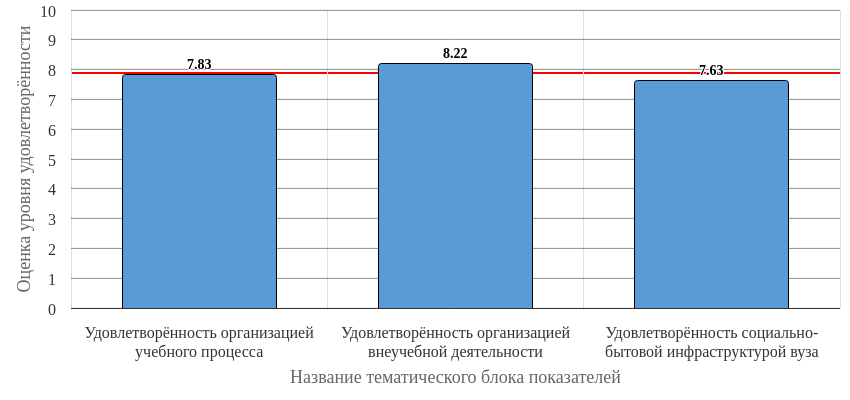 Оценка уровня удовлетворённости
10
9
8
7
6
5
4
3
2
1
0
7.83
8.22
7.63
Удовлетворённость организацией
учебного процесса
Удовлетворённость организацией
внеучебной деятельности
Удовлетворённость социально-
бытовой инфраструктурой вуза
Название тематического блока показателей